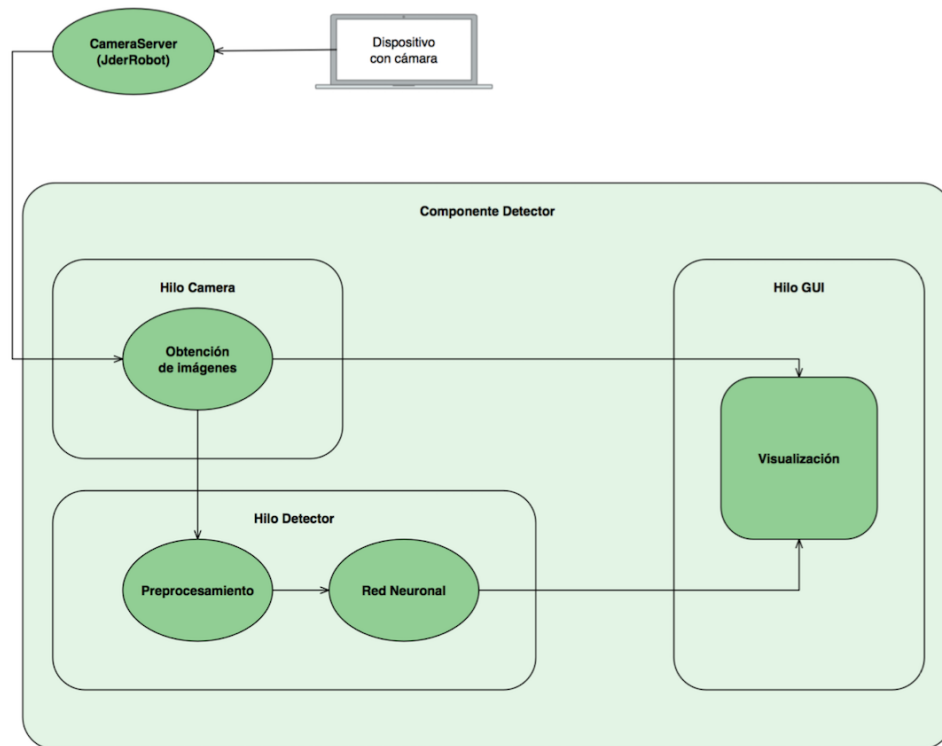 CameraServer
(JderRobot)
Dispositivo
con cámara
Componente Detector
Hilo Camera
Hilo GUI
Obtención
de imágenes
Visualización
Hilo Detector
Preprocesamiento
Red Neuronal